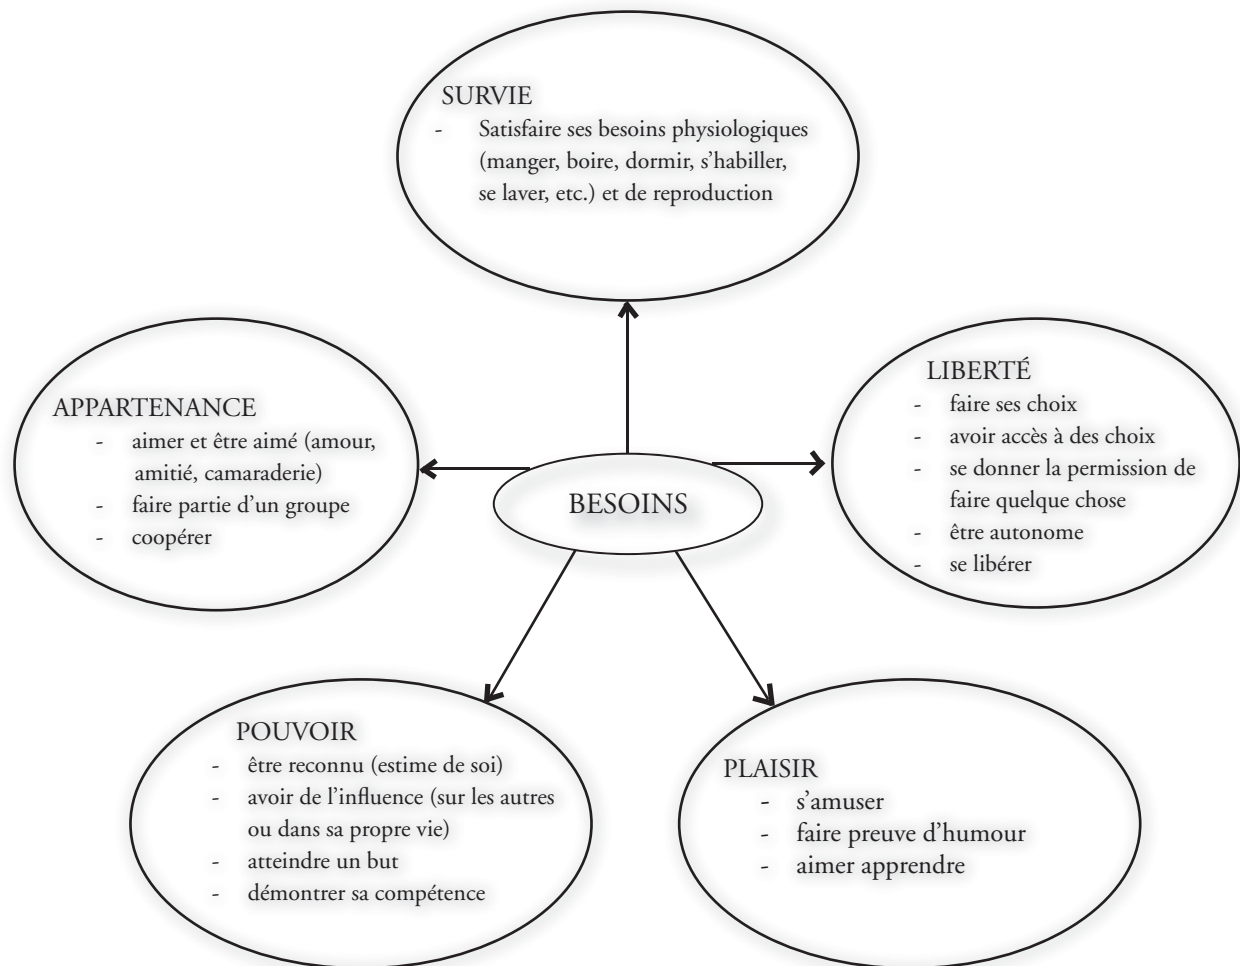 SURVIE
- Satisfaire ses besoins physiologiques
(manger, boire, dormir, s’habiller,
se laver, etc.) et de reproduction
APPARTENANCE
- aimer et être aimé (amour,
amitié, camaraderie)
- faire partie d’un groupe
- coopérer
LIBERTÉ
- faire ses choix
- avoir accès à des choix
- se donner la permission de
faire quelque chose
- être autonome
- se libérer
BESOINS
POUVOIR
- être reconnu (estime de soi)
- avoir de l’influence (sur les autres
ou dans sa propre vie)
- atteindre un but
- démontrer sa compétence
PLAISIR
- s’amuser
- faire preuve d’humour
- aimer apprendre